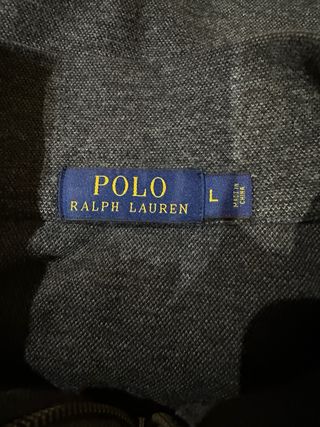 POLO
RALPH LAUREN
L
MADE IN
CHINA